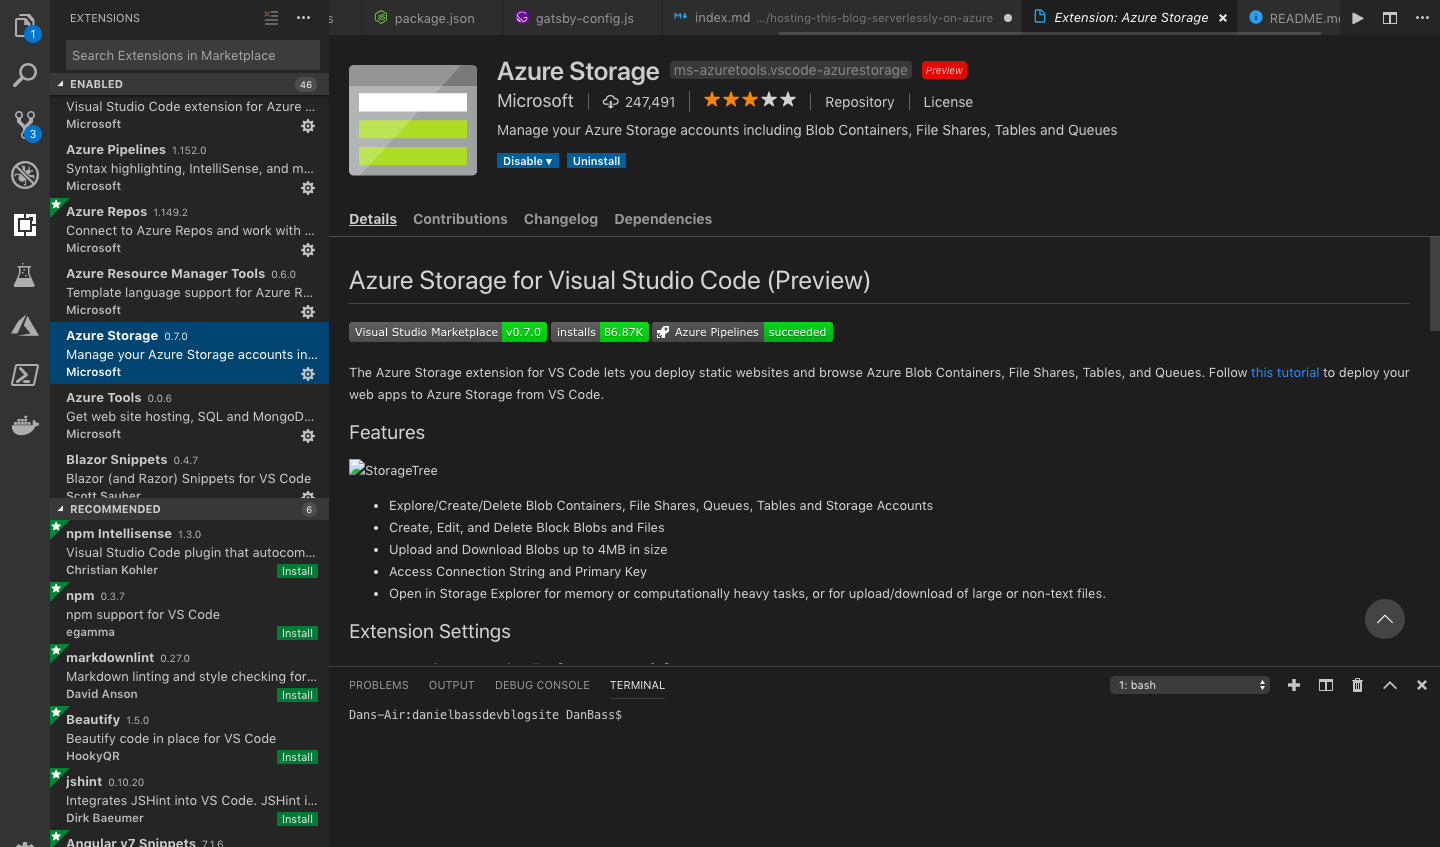 1
3
EXTENSIONS
Search Extensions in Marketplace
ENABLED 46
Visual Studio Code extension for Azure ...
Microsoft
Azure Pipelines 1.152.0
Syntax highlighting, IntelliSense, and m...
Microsoft
Azure Repos 1.149.2
Connect to Azure Repos and work with ...
Microsoft
Azure Resource Manager Tools 0.6.0
Template language support for Azure R...
Microsoft
Azure Storage 0.7.0
Manage your Azure Storage accounts in...
Microsoft
Azure Tools 0.0.6
Get web site hosting, SQL and MongoD...
Microsoft
Blazor Snippets 0.4.7
Blazor (and Razor) Snippets for VS Code
Scott Sauber
RECOMMENDED 6
npm Intellisense 1.3.0
Visual Studio Code plugin that autocom...
Christian Kohler Install
npm 0.3.7
npm support for VS Code
egamma Install
markdownlint 0.27.0
Markdown linting and style checking for...
David Anson Install
Beautify 1.5.0
Beautify code in place for VS Code
HookyQR Install
jshint 0.10.20
Integrates JSHint into VS Code. JSHint i...
Dirk Baeumer Install
Angular v7 Snippets 7.1.6
s package.json gatsby-config.js index.md .../hosting-this-blog-serverlessly-on-azure Extension: Azure Storage README.m
Azure Storage ms-azuretools.vscode-azurestorage Preview
Microsoft 247,491 Repository License
Manage your Azure Storage accounts including Blob Containers, File Shares, Tables and Queues
Disable Uninstall
Details Contributions Changelog Dependencies
Azure Storage for Visual Studio Code (Preview)
Visual Studio Marketplace v0.7.0 installs 86.87K Azure Pipelines succeeded
The Azure Storage extension for VS Code lets you deploy static websites and browse Azure Blob Containers, File Shares, Tables, and Queues. Follow this tutorial to deploy your
web apps to Azure Storage from VS Code.
Features
StorageTree
• Explore/Create/Delete Blob Containers, File Shares, Queues, Tables and Storage Accounts
• Create, Edit, and Delete Block Blobs and Files
• Upload and Download Blobs up to 4MB in size
• Access Connection String and Primary Key
• Open in Storage Explorer for memory or computationally heavy tasks, or for upload/download of large or non-text files.
Extension Settings
PROBLEMS OUTPUT DEBUG CONSOLE TERMINAL 1: bash
Dans-Air:danielbassdevblogsite DanBass$